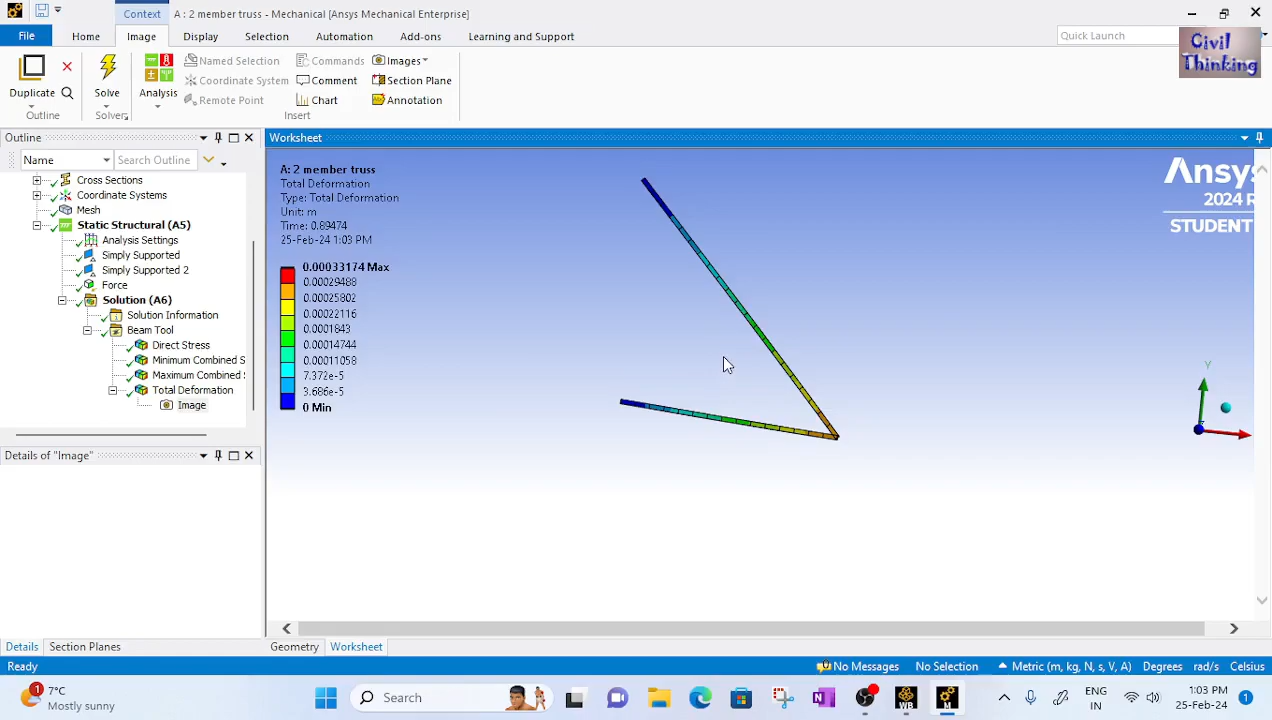 Context
A : 2 member truss - Mechanical [Ansys Mechanical Enterprise]
File
Home
Image
Display
Selection
Automation
Add-ons
Learning and Support
Quick Launch
Civil
Thinking
Duplicate
Outline
Solve
Solver
Analysis
Named Selection
Coordinate System
Remote Point
Commands
Comment
Chart
Images
Section Plane
Annotation
Insert
Outline
Name
Search Outline
Cross Sections
Coordinate Systems
Mesh
Static Structural (A5)
Analysis Settings
Simply Supported
Simply Supported 2
Force
Solution (A6)
Solution Information
Beam Tool
Direct Stress
Minimum Combined S
Maximum Combined
Total Deformation
Image
Details of "Image"
Details
Section Planes
Worksheet
A: 2 member truss
Total Deformation
Type: Total Deformation
Unit: m
Time: 0.89474
25-Feb-24 1:03 PM
0.00033174 Max
0.00029488
0.00025802
0.00022116
0.0001843
0.00014744
0.00011058
7.372e-5
3.686e-5
0 Min
Ansys
2024 R
STUDENT
Y
Geometry
Worksheet
Ready
No Messages
No Selection
Metric (m, kg, N, s, V, A)
Degrees
rad/s
Celsius
1
7°C
Mostly sunny
Search
WB
M
N
ENG
IN
1:03 PM
25-Feb-24
1